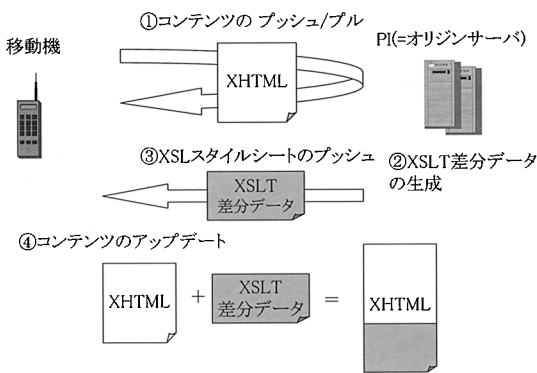 ①コンテンツの プッシュ/プル
移動機
PI(=オリジンサーバ)
XHTML
③XSLスタイルシートのプッシュ
②XSLT差分データ
の生成
XSLT
差分データ
④コンテンツのアップデート
XHTML
+
XSLT
差分データ
=
XHTML